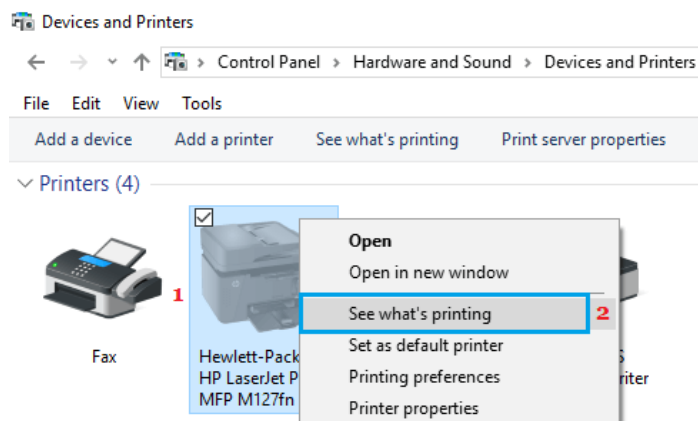 Devices and Printers
Control Panel > Hardware and Sound > Devices and Printers
File Edit View Tools
Add a device Add a printer See what's printing Print server properties
Printers (4)
1
Fax
Hewlett-Pack
HP LaserJet P
MFP M127fn
Open
Open in new window
See what's printing 2
Set as default printer
Printing preferences
Printer properties
S
riter